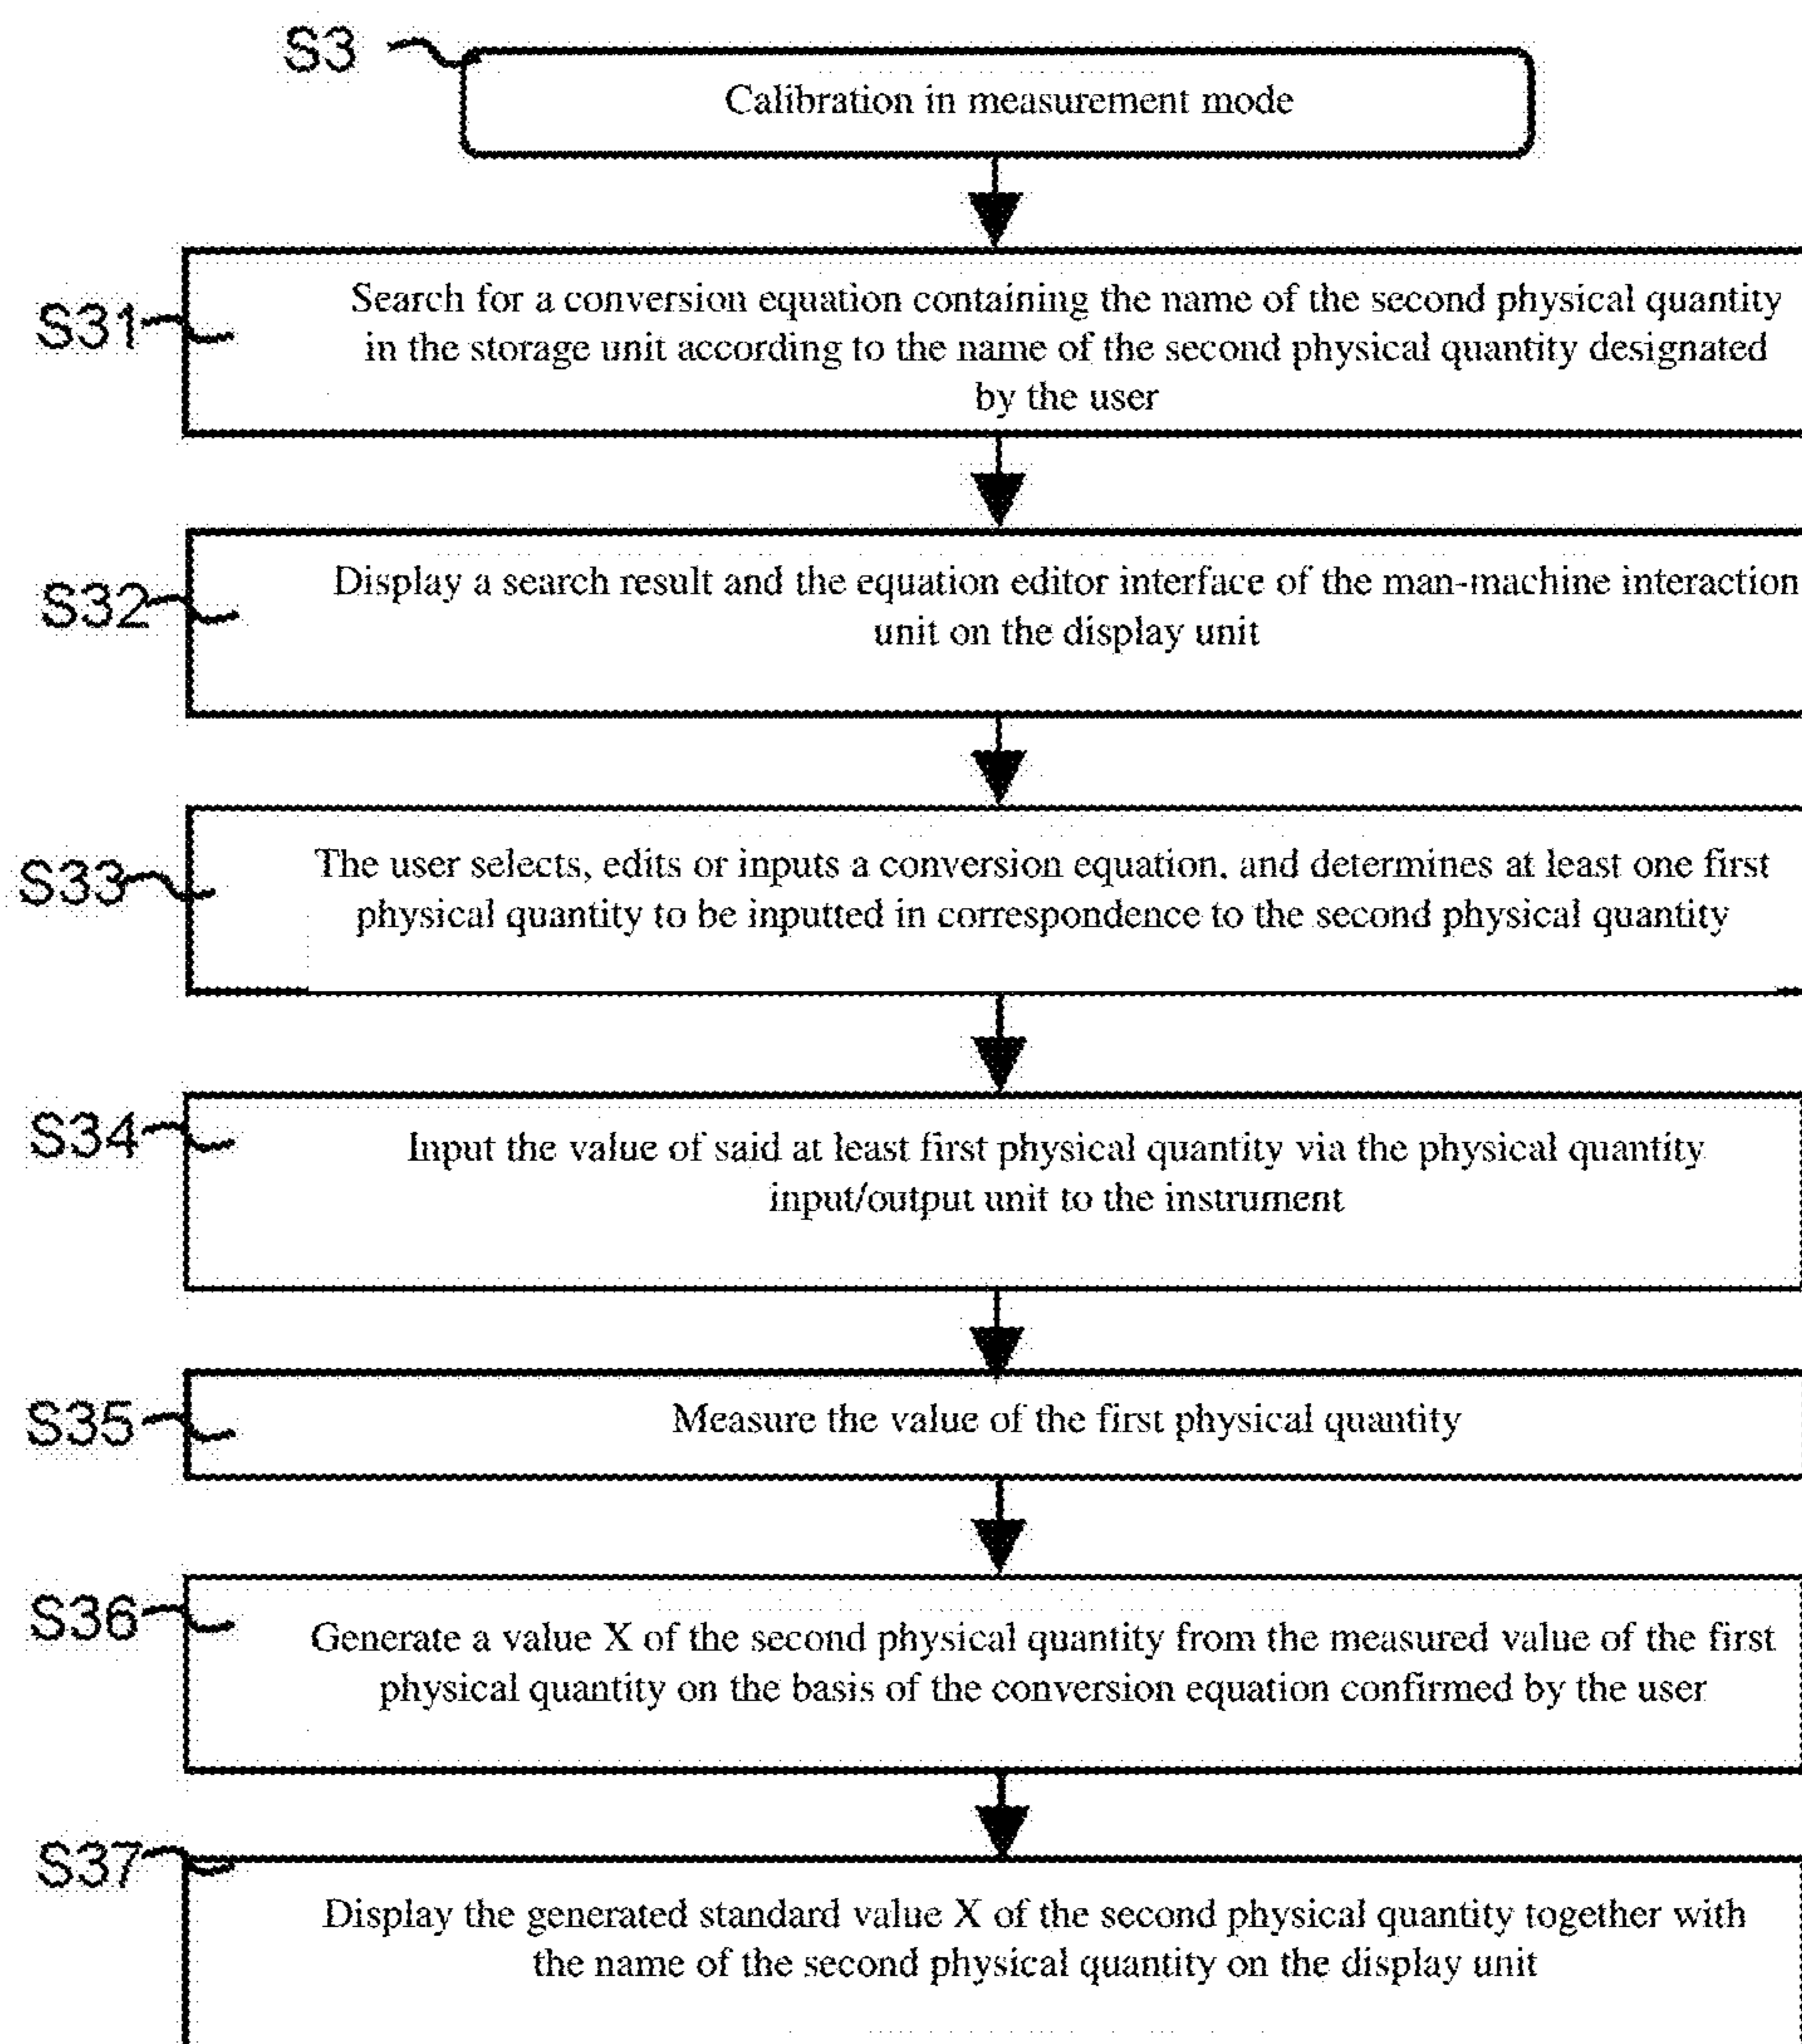 S3
Calibration in measurement mode
S31
Search for a conversion equation containing the name of the second physical quantity
in the storage unit according to the name of the second physical quantity designated
by the user
S32
Display a search result and the equation editor interface of the man-machine interaction
unit on the display unit
S33
The user selects, edits or inputs a conversion equation, and determines at least one first
physical quantity to be inputted in correspondence to the second physical quantity
S34
Input the value of said at least first physical quantity via the physical quantity
input/output unit to the instrument
S35
Measure the value of the first physical quantity
S36
Generate a value X of the second physical quantity from the measured value of the first
physical quantity on the basis of the conversion equation confirmed by the user
S37
Display the generated standard value X of the second physical quantity together with
the name of the second physical quantity on the display unit